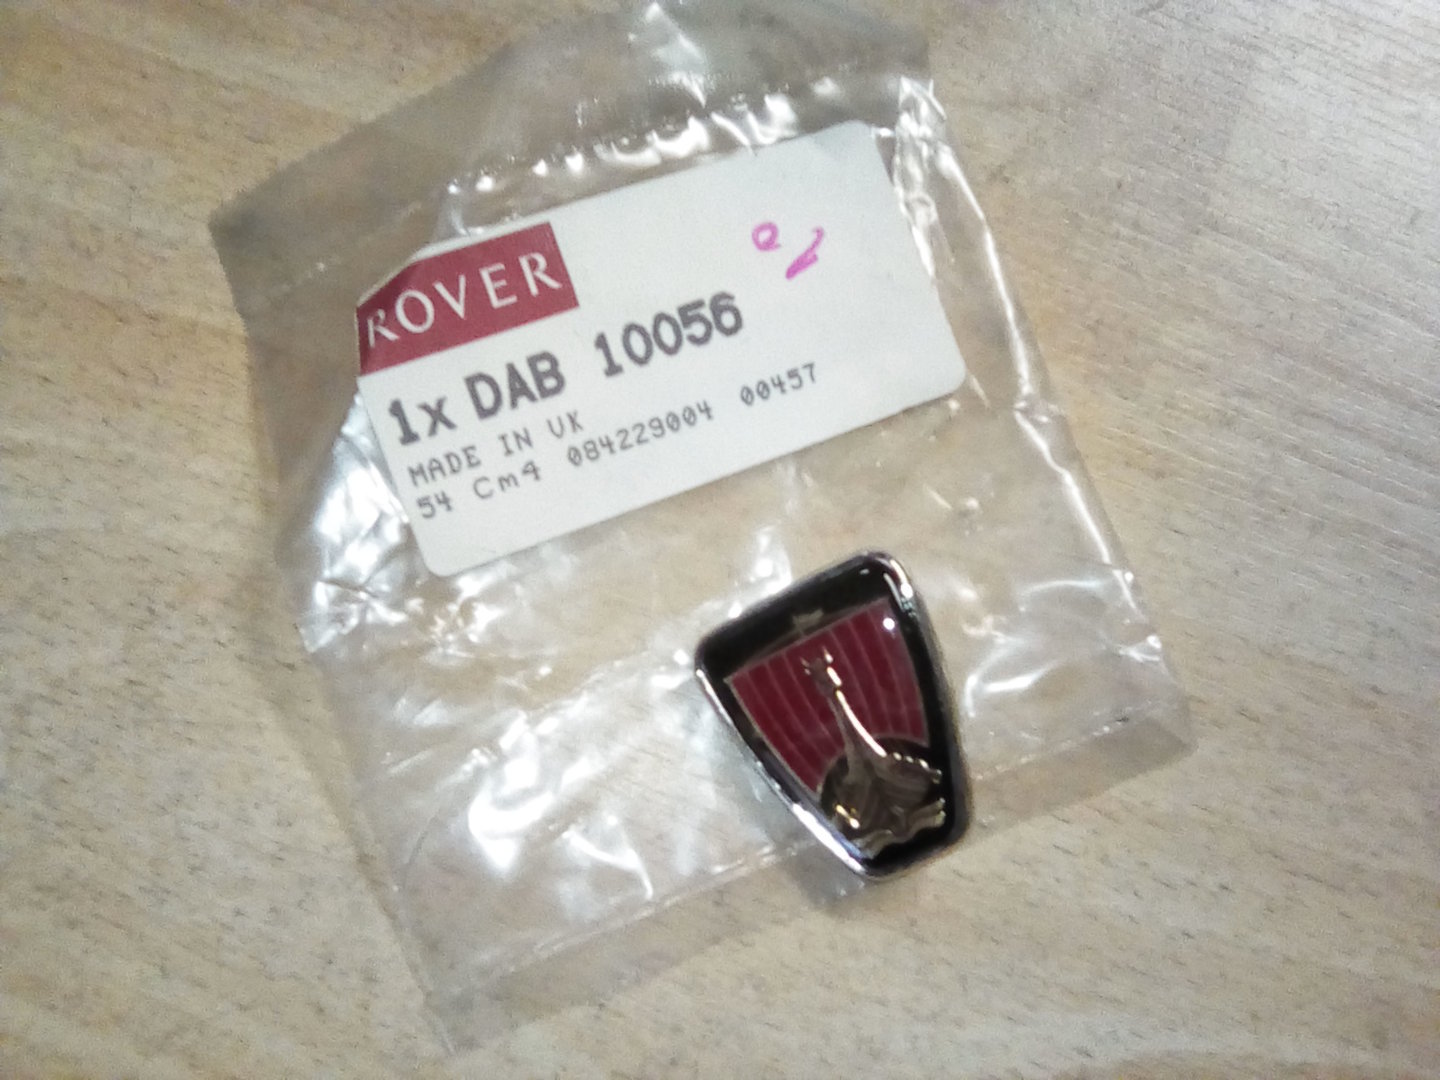 ROVER
1x DAB 10056
MADE IN UK
54 Cm4 084229004 00457